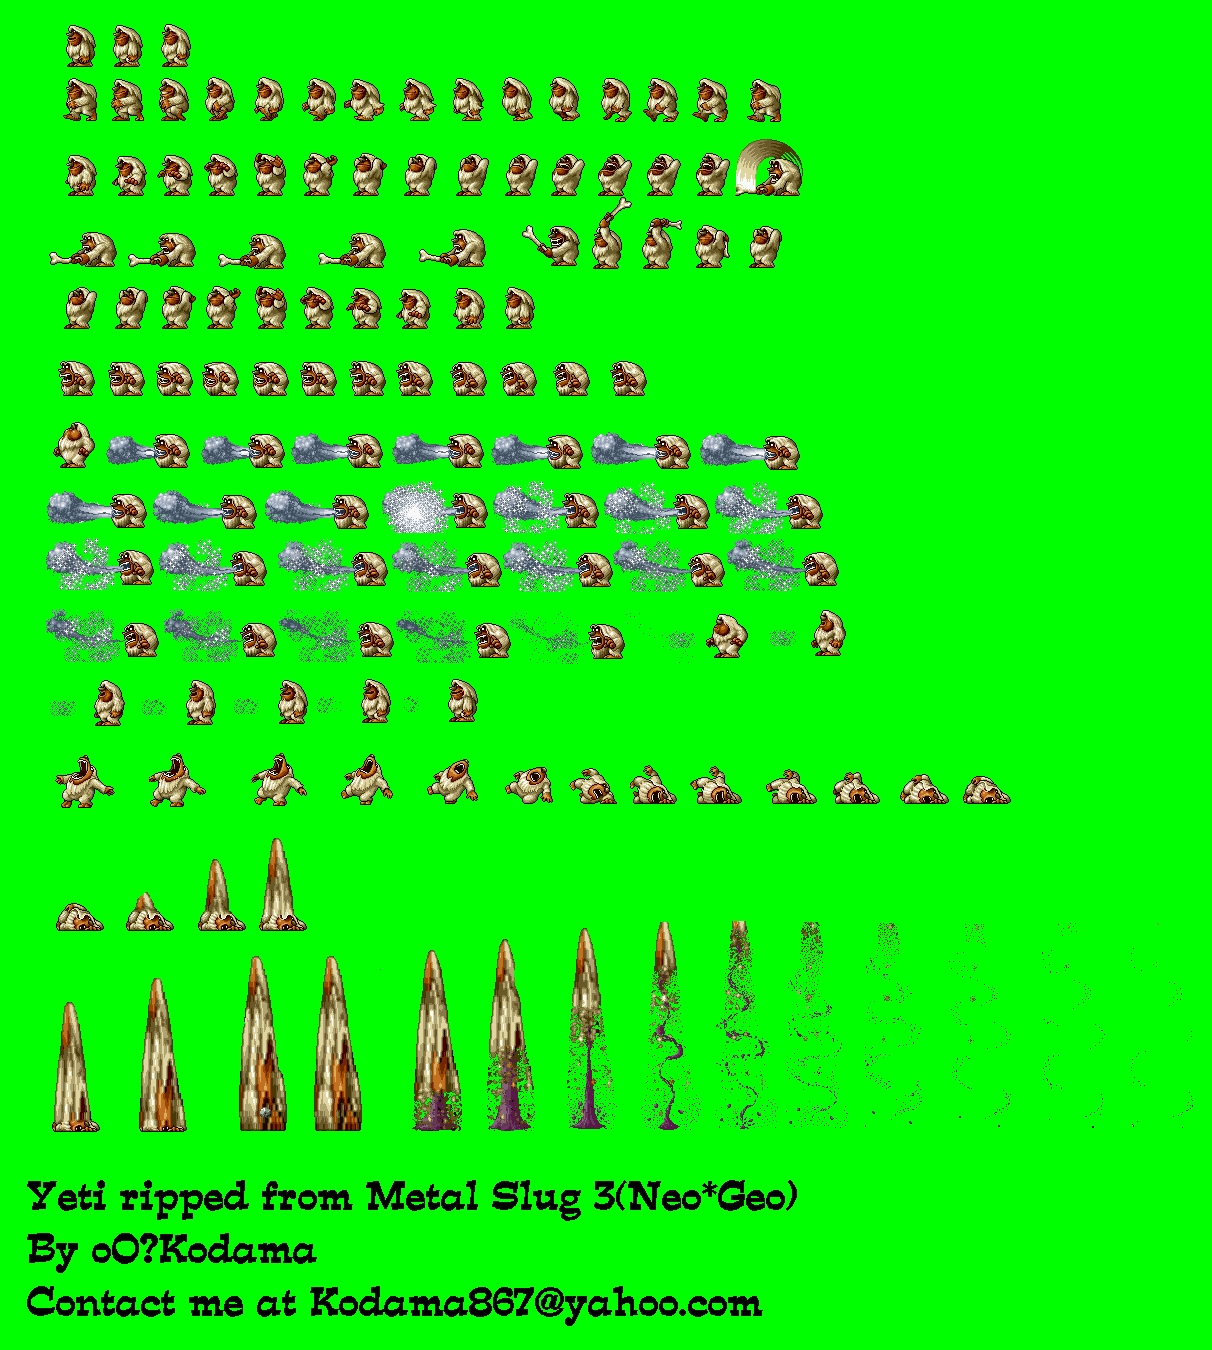 Yeti ripped from Metal Slug 3(Neo*Geo)
By oO?Kodama
Contact me at Kodama867@yahoo.com